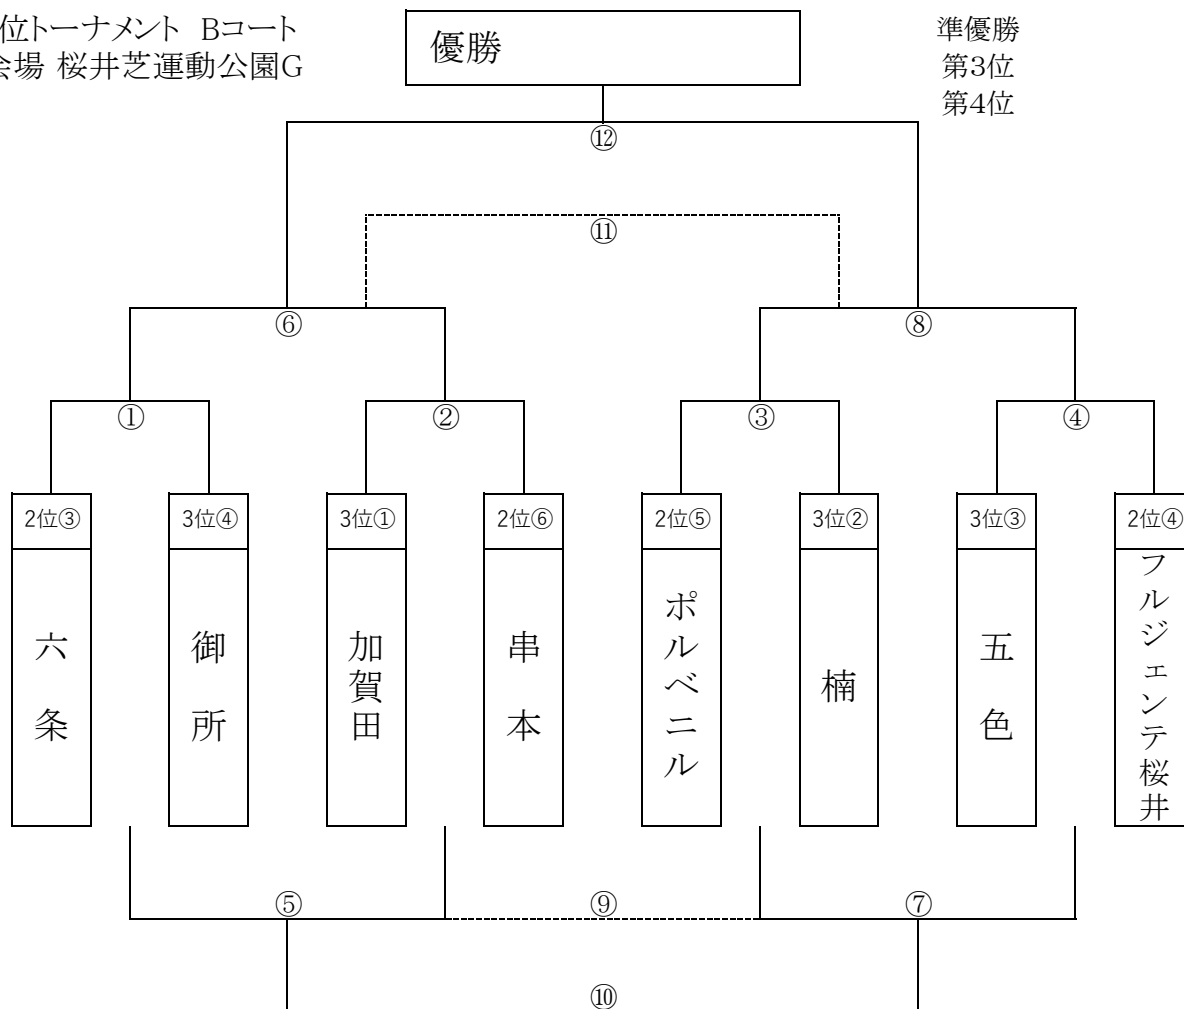 位トーナメント Bコート
会場 桜井芝運動公園G
優勝
準優勝
第3位
第4位
⑫
⑪
⑥
⑧
①
②
③
④
2位③
3位④
3位①
2位⑥
2位⑤
3位②
3位③
2位④
六条
御所
加賀田
串本
ポルベニル
楠
五色
フルジェンテ桜井
⑤
⑨
⑦
⑩